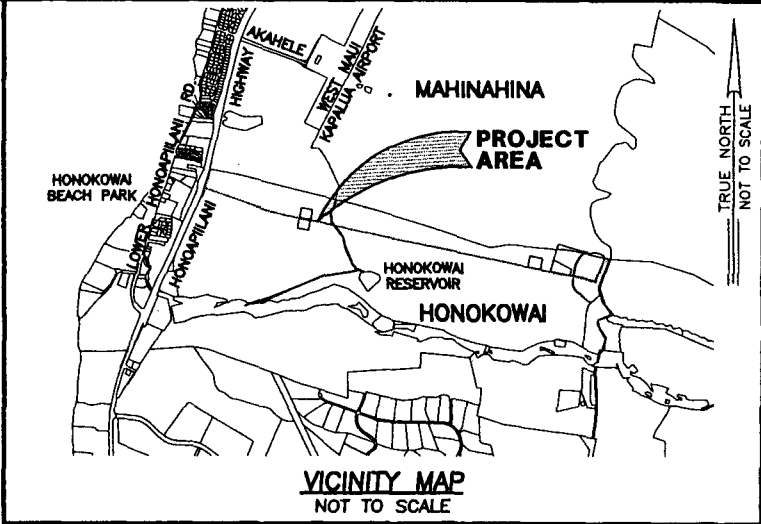 AKAHELE
HIGHWAY
WEST MAUI
KAPALUA AIRPORT
MAHINAHINA
PROJECT
AREA
TRUE NORTH
NOT TO SCALE
LOWER HONOAPIILANI RD
HONOKOWAI
BEACH PARK
HONOAPIILANI
HONOKOWAI
RESERVOIR
HONOKOWAI
VICINITY MAP
NOT TO SCALE